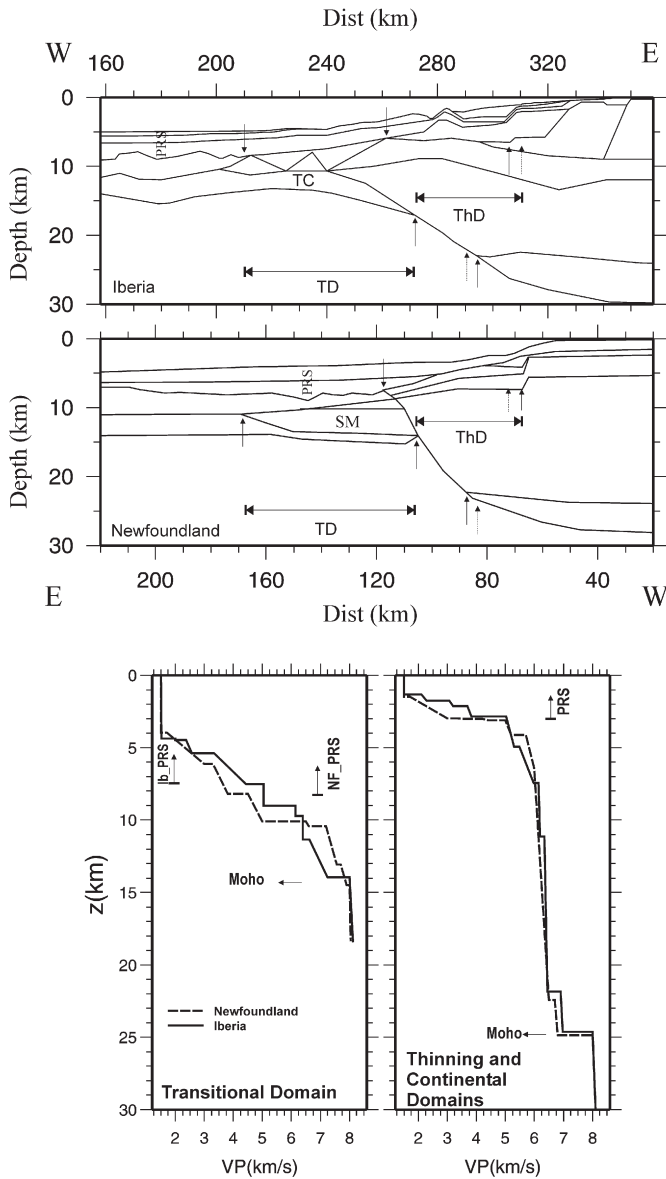 Dist (km)
W E
160 200 240 280 320
0
10
20
30
Depth (km)
PRS
TC
ThD
TD
Iberia
0
10
20
30
Depth (km)
PRS
SM
ThD
TD
Newfoundland
200 160 120 80 40
E W
Dist (km)
0
5
10
15
20
25
30
z(km)
Ib_PRS
NF_PRS
Moho
Newfoundland
Iberia
Transitional Domain
2 3 4 5 6 7 8
VP(km/s)
PRS
Moho
Thinning and
Continental
Domains
2 3 4 5 6 7 8
VP(km/s)